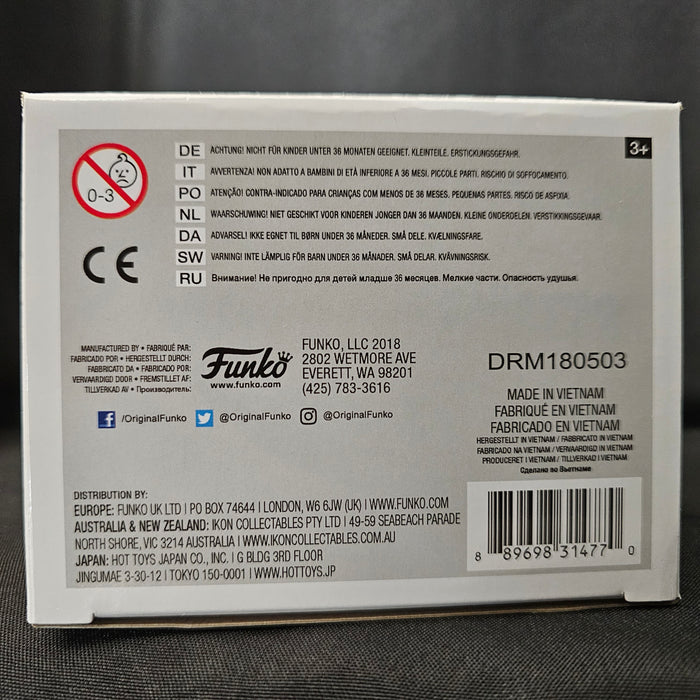 0-3
3+
DE ACHTUNG! NICHT FÜR KINDER UNTER 36 MONATEN GEEIGNET. KLEINTEILE. ERSTICKUNGSGEFAHR.
IT AVVERTENZA! NON ADATTO A BAMBINI DI ETÀ INFERIORE A 36 MESI. PICCOLE PARTI. RISCHIO DI SOFFOCAMENTO.
PO ATENÇÃO! CONTRA-INDICADO PARA CRIANÇAS COM MENOS DE 36 MESES. PEQUENAS PARTES. RISCO DE ASPIXIA.
NL WAARSCHUWING! NIET GESCHIKT VOOR KINDEREN JONGER DAN 36 MAANDEN. KLEINE ONDERDELEN. VERSTIKKINGSGEVAAR.
DA ADVARSEL! IKKE EGNET TIL BØRN UNDER 36 MÅNEDER. SMÅ DELE. KVÆLNINGSFARE.
SW VARNING! INTE LÄMPLIG FÖR BARN UNDER 36 MÅNADER. SMÅ DELAR. KVÄVNINGSRISK.
RU Внимание! Не пригодно для детей младше 36 месяцев. Мелкие части. Опасность удушья.
CE
MANUFACTURED BY • FABRIQUÉ PAR:
FABRICADO POR • HERGESTELLT DURCH:
FABBRICATO DA • FABRICADO POR:
VERVAARDIGD DOOR • FREMSTILLET AF:
TILLVERKAD AV • Производитель:
Funko
www.funko.com
FUNKO, LLC 2018
2802 WETMORE AVE
EVERETT, WA 98201
(425) 783-3616
/OriginalFunko @OriginalFunko @OriginalFunko
DRM180503
MADE IN VIETNAM
FABRIQUÉ EN VIETNAM
FABRICADO EN VIETNAM
HERGESTELLT IN VIETNAM / FABBRICATO IN VIETNAM
FABRICADO NA VIETNAM / VERVAARDIGD IN VIETNAM
PRODUCERET I VIETNAM / TILLVERKAD I VIETNAM
Сделано во Вьетнаме
DISTRIBUTION BY:
EUROPE: FUNKO UK LTD | PO BOX 74644 | LONDON, W6 6JW (UK) | WWW.FUNKO.COM
AUSTRALIA & NEW ZEALAND: IKON COLLECTABLES PTY LTD | 49-59 SEABEACH PARADE
NORTH SHORE, VIC 3214 AUSTRALIA | WWW.IKONCOLLECTABLES.COM.AU
JAPAN: HOT TOYS JAPAN CO., INC. | G BLDG 3RD FLOOR
JINGUMAE 3-30-12 | TOKYO 150-0001 | WWW.HOTTOYS.JP
8 89698 31477 0